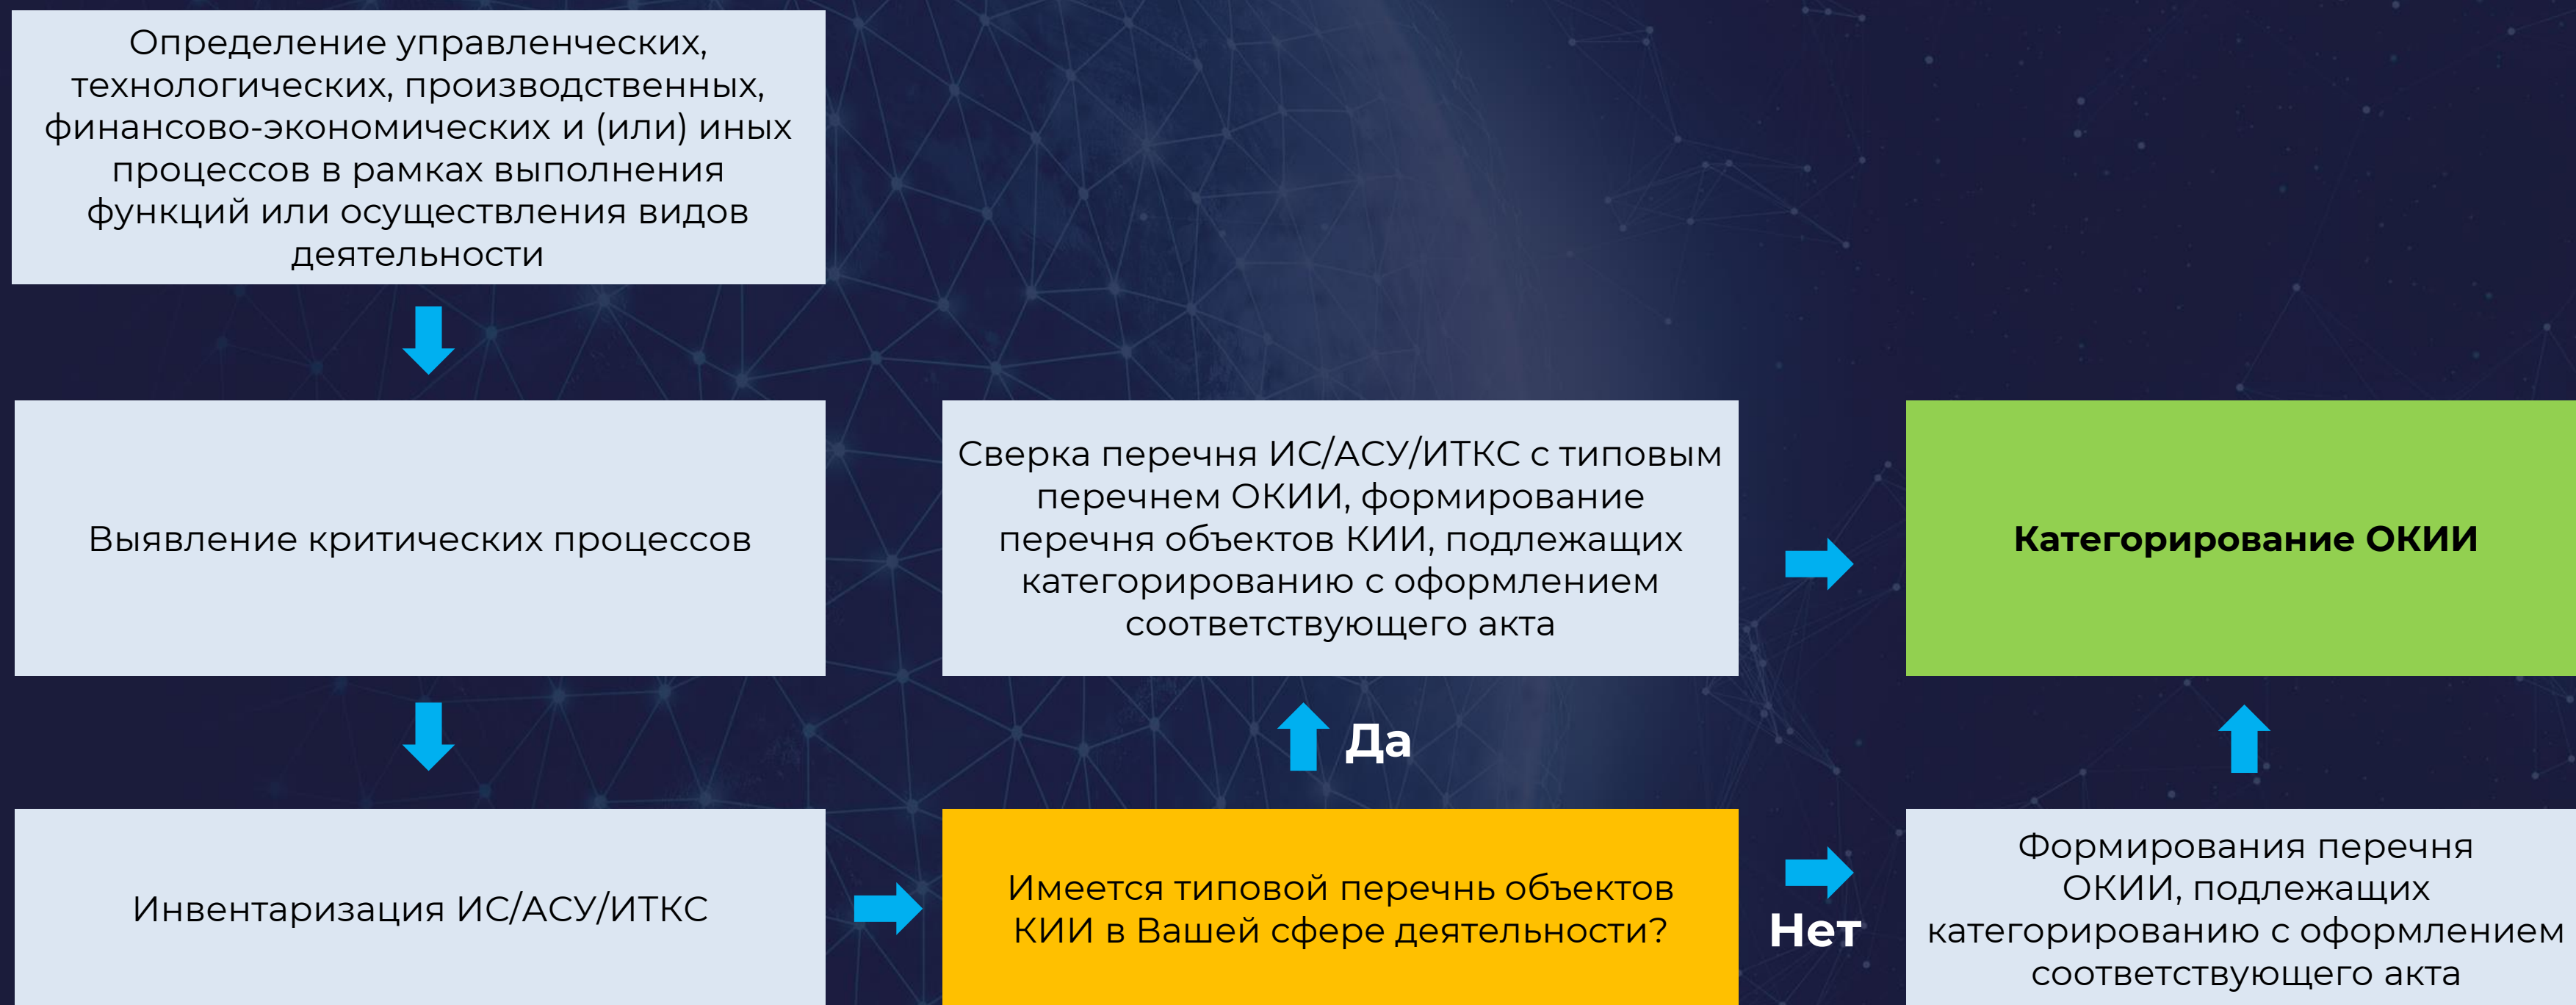 Определение управленческих,
технологических, производственных,
финансово-экономических и (или) иных
процессов в рамках выполнения
функций или осуществления видов
деятельности
Выявление критических процессов
Инвентаризация ИС/АСУ/ИТКС
Имеется типовой перечнь объектов
КИИ в Вашей сфере деятельности?
Да
Сверка перечня ИС/АСУ/ИТКС с типовым
перечнем ОКИИ, формирование
перечня объектов КИИ, подлежащих
категорированию с оформлением
соответствующего акта
Нет
Формирования перечня
ОКИИ, подлежащих
категорированию с оформлением
соответствующего акта
Категорирование ОКИИ